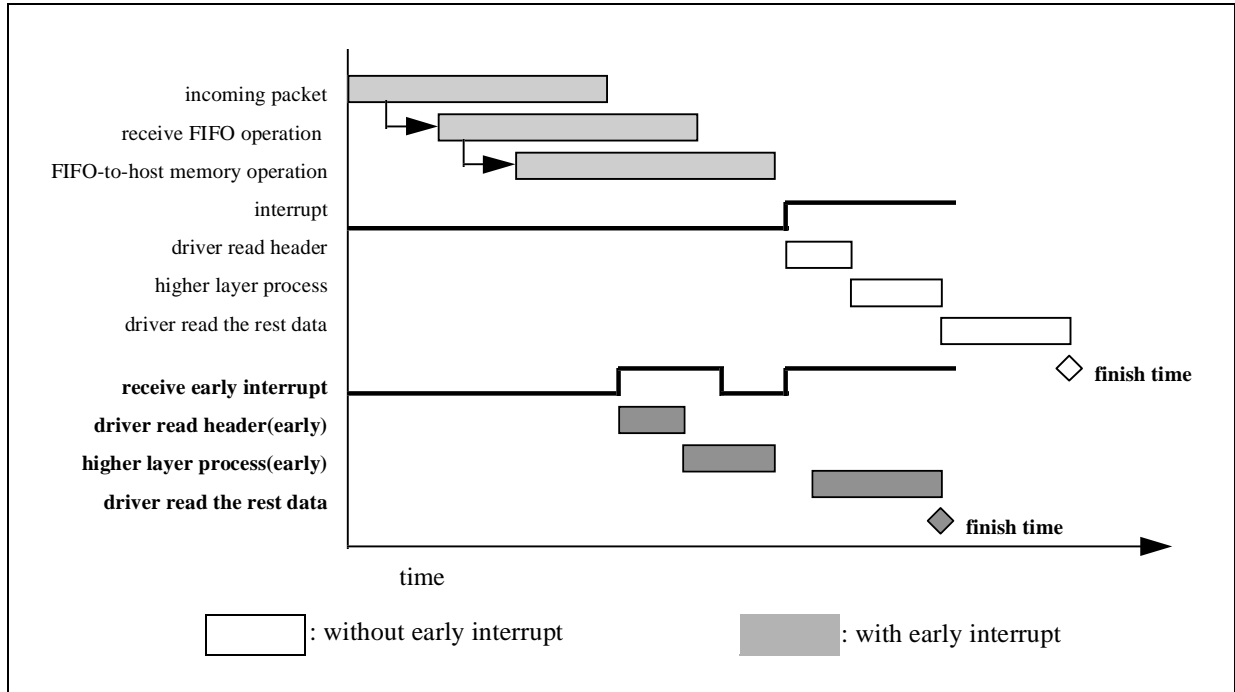 incoming packet
receive FIFO operation
FIFO-to-host memory operation
interrupt
driver read header
higher layer process
driver read the rest data
finish time
receive early interrupt
driver read header(early)
higher layer process(early)
driver read the rest data
finish time
time
: without early interrupt
: with early interrupt